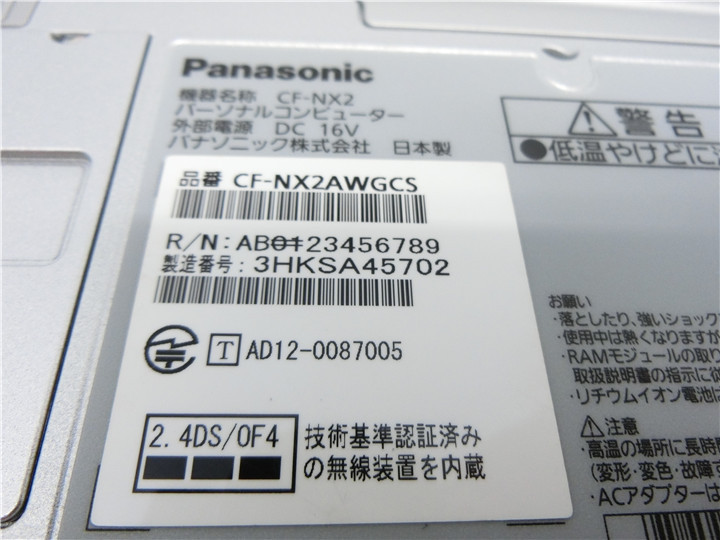 Panasonic
機器名称 CF-NX2
パーソナルコンピューター
外部電源 DC 16V
パナソニック株式会社 日本製
品番 CF-NX2AWGCS
R/N: AB0123456789
製造番号: 3HKSA45702
T AD12-0087005
2.4DS/OF4
技術基準認証済み
の無線装置を内蔵
警告
●低温やけどに
お願い
・落としたり、強いショック
・使用中は熱くなりますが
・RAMモジュールの取り
取扱説明書の指示に従
・リチウムイオン電池は
注意
・高温の場所に長時
(変形・変色・故障
・ACアダプターは